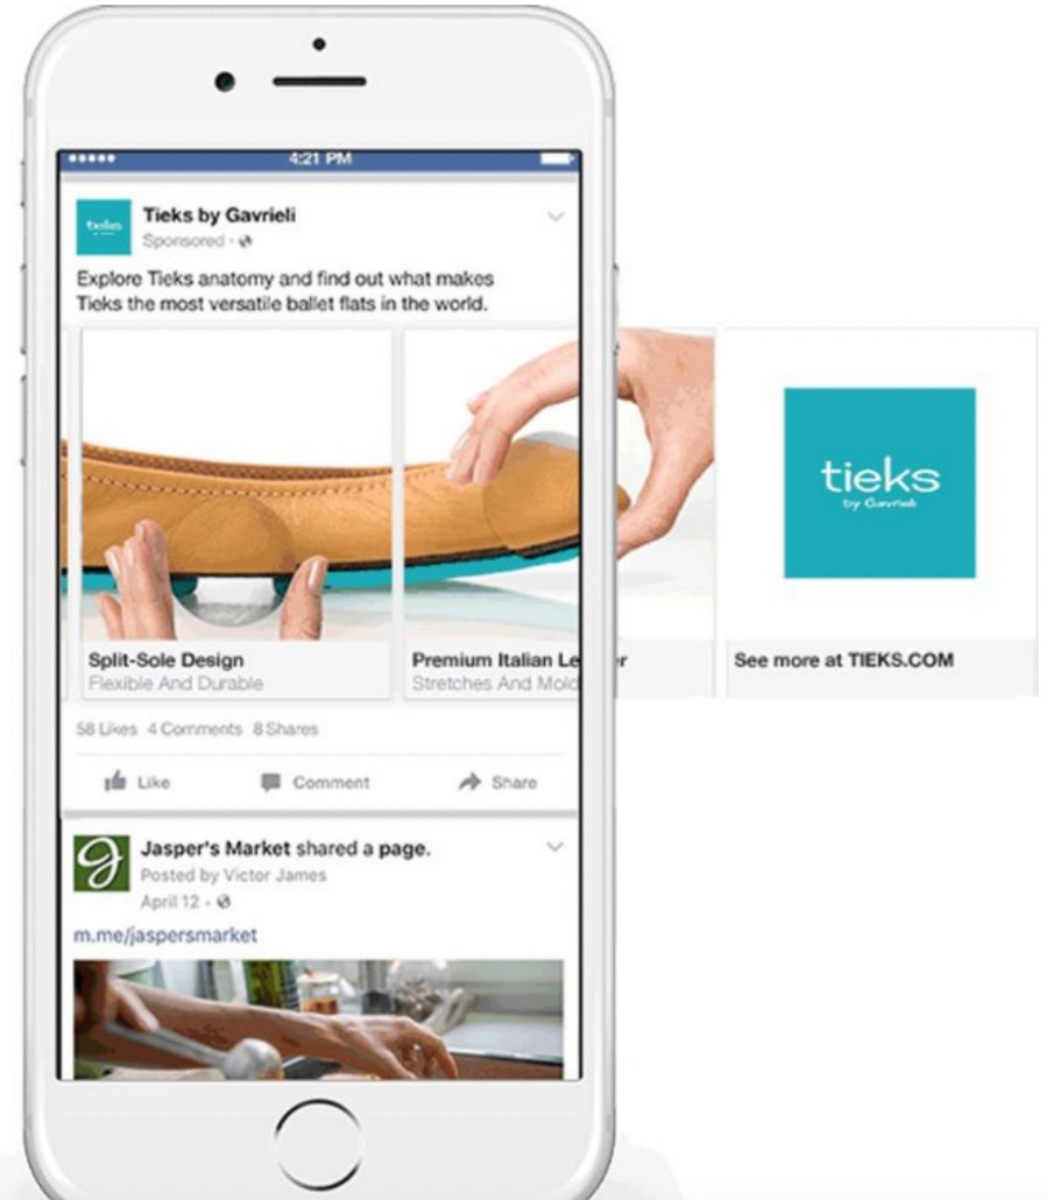 4:21 PM
tieks
Tieks by Gavrieli
Sponsored
Explore Tieks anatomy and find out what makes
Tieks the most versatile ballet flats in the world.
tieks
by Gavrieli
Split-Sole Design
Flexible And Durable
Premium Italian Le r
Stretches And Mold
See more at TIEKS.COM
58 Likes 4 Comments 8 Shares
Like Comment Share
Jasper's Market shared a page.
Posted by Victor James
April 12
m.me/jaspersmarket